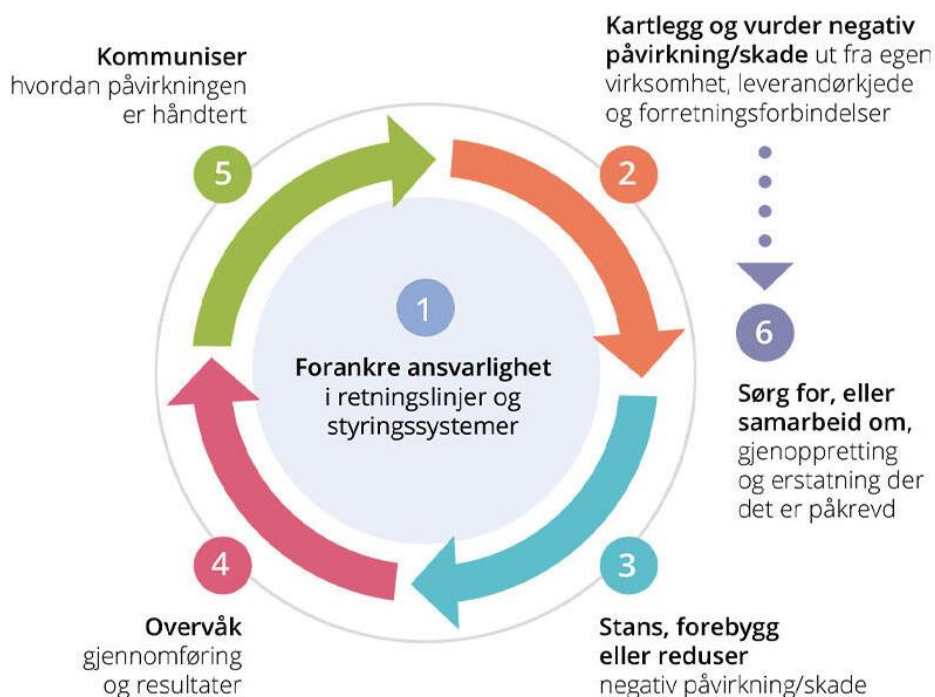 Kommuniser
hvordan påvirkningen
er håndtert
5
Kartlegg og vurder negativ
påvirkning/skade ut fra egen
virksomhet, leverandørkjede
og forretningsforbindelser
2
1
Forankre ansvarlighet
i retningslinjer og
styringssystemer
6
Sørg for, eller
samarbeid om,
gjenoppretting
og erstatning der
det er påkrevd
4
Overvåk
gjennomføring
og resultater
3
Stans, forebygg
eller reduser
negativ påvirkning/skade